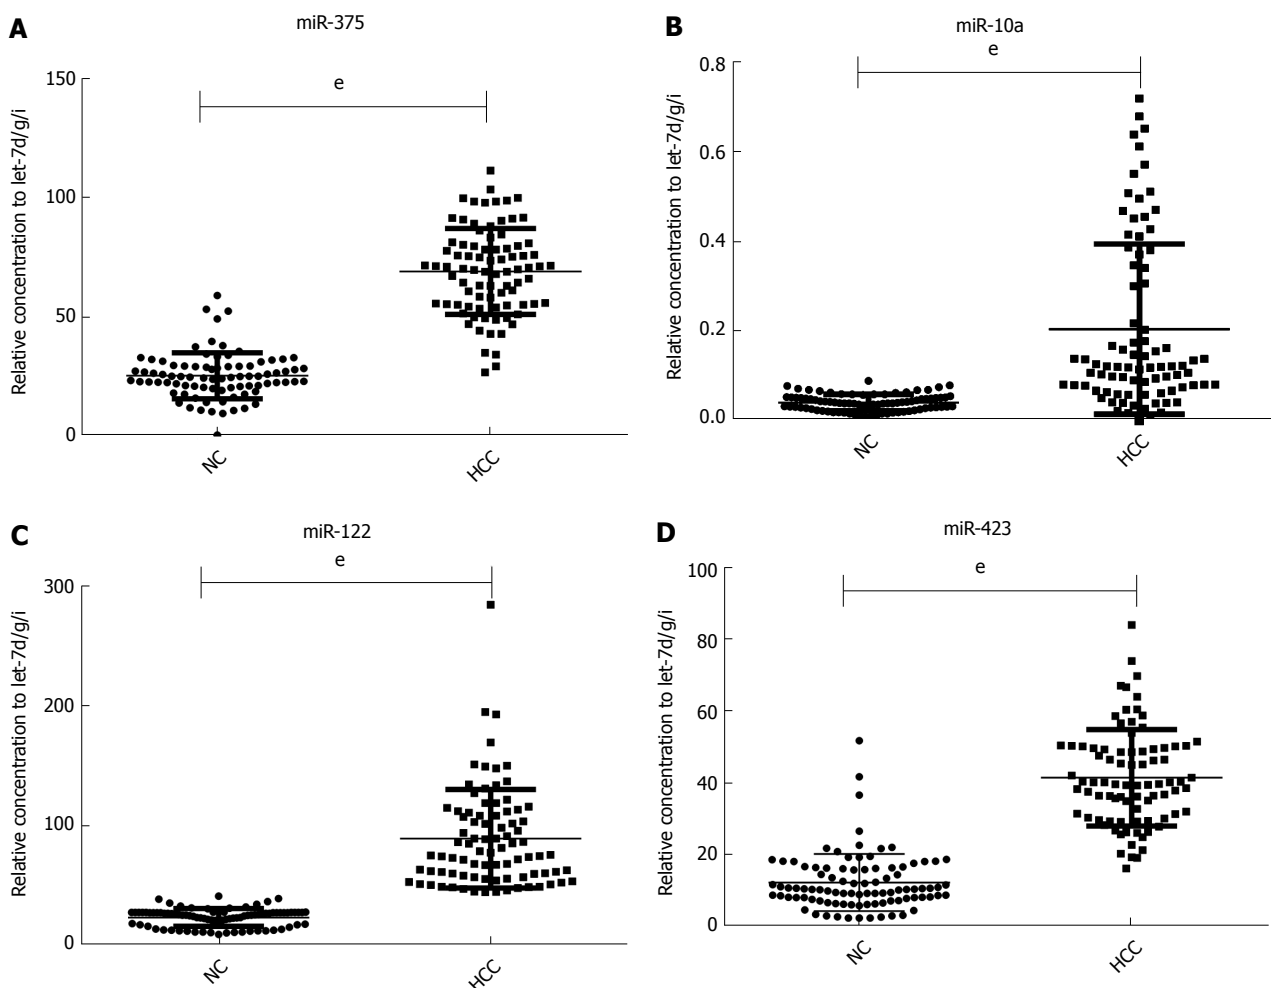 A
miR-375
e
150
100
50
0
Relative concentration to let-7d/g/i
NC
HCC
B
miR-10a
e
0.8
0.6
0.4
0.2
0.0
Relative concentration to let-7d/g/i
NC
HCC
C
miR-122
e
300
200
100
0
Relative concentration to let-7d/g/i
NC
HCC
D
miR-423
e
100
80
60
40
20
0
Relative concentration to let-7d/g/i
NC
HCC